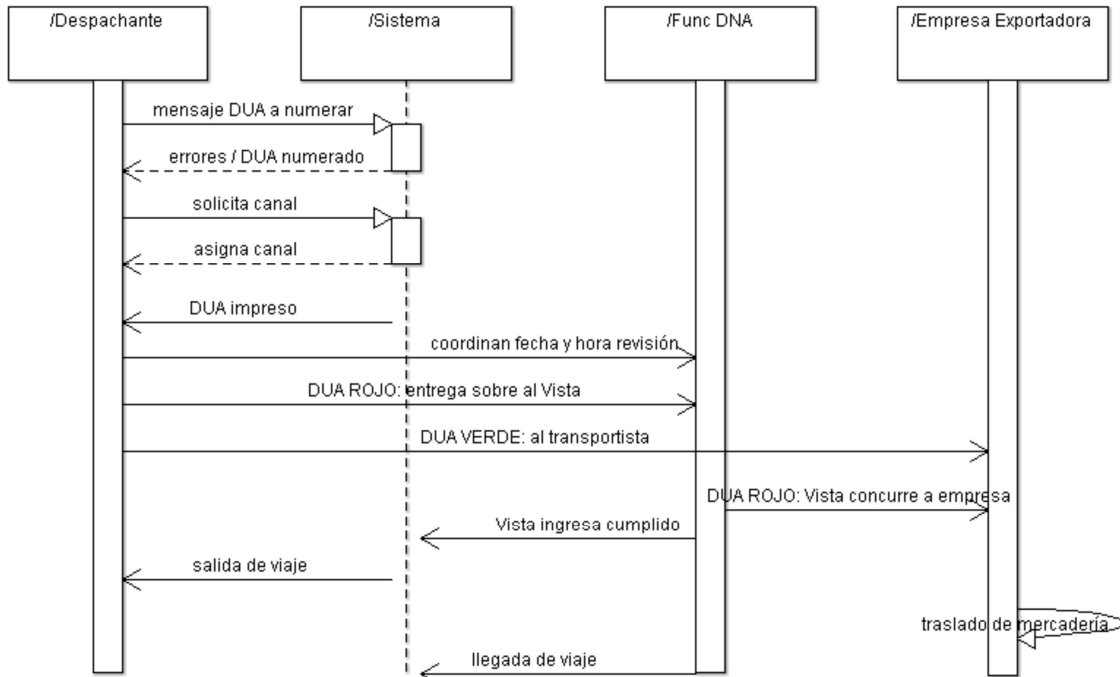 /Despachante
/Sistema
/Func DNA
/Empresa Exportadora
mensaje DUA a numerar
errores / DUA numerado
solicita canal
asigna canal
DUA impreso
coordinan fecha y hora revisión
DUA ROJO: entrega sobre al Vista
DUA VERDE: al transportista
DUA ROJO: Vista concurre a empresa
Vista ingresa cumplido
salida de viaje
traslado de mercadería
llegada de viaje